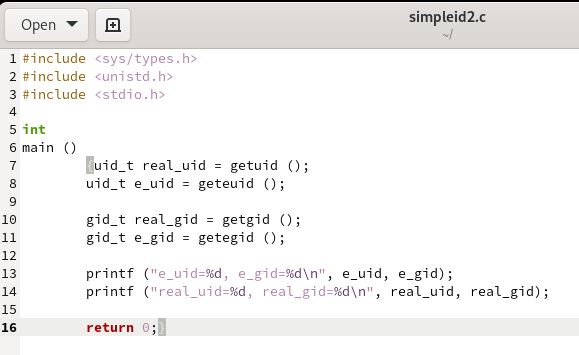 Open
simpleid2.c
~/
1 #include <sys/types.h>
2 #include <unistd.h>
3 #include <stdio.h>
4
5 int
6 main ()
7 {uid_t real_uid = getuid ();
8 uid_t e_uid = geteuid ();
9
10 gid_t real_gid = getgid ();
11 gid_t e_gid = getegid ();
12
13 printf ("e_uid=%d, e_gid=%d\n", e_uid, e_gid);
14 printf ("real_uid=%d, real_gid=%d\n", real_uid, real_gid);
15
16 return 0;}